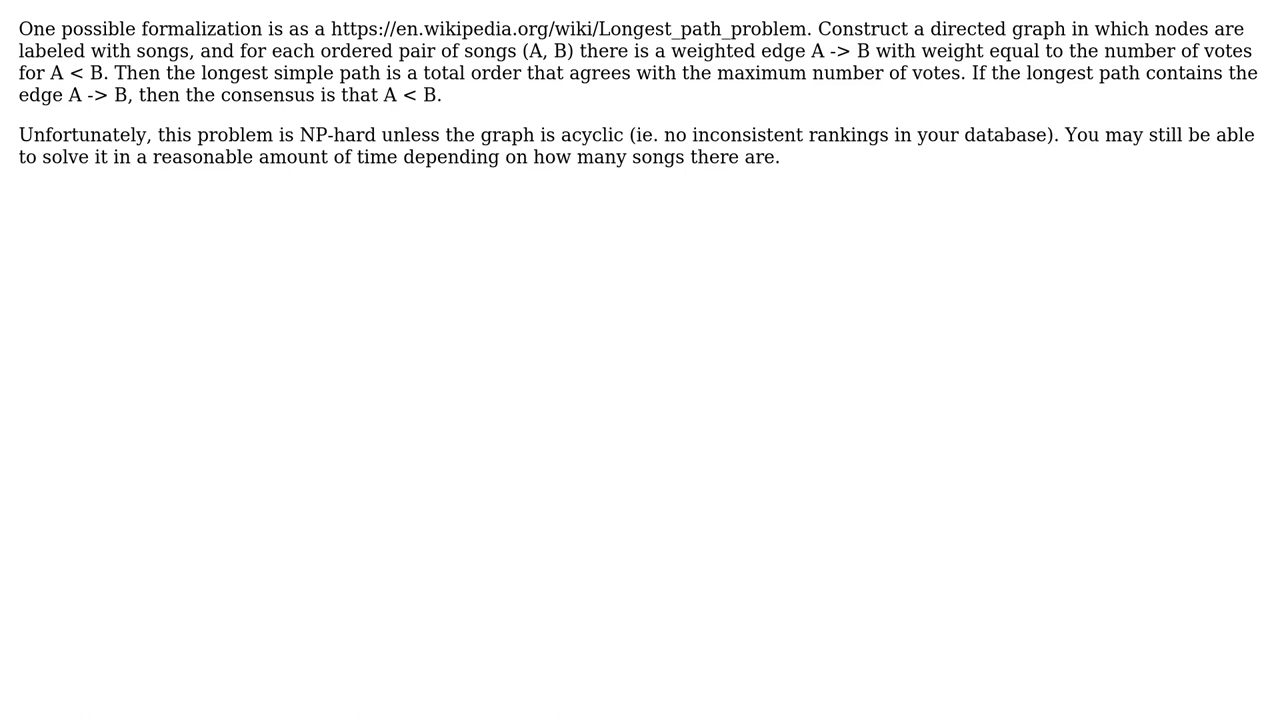 One possible formalization is as a https://en.wikipedia.org/wiki/Longest_path_problem. Construct a directed graph in which nodes are
labeled with songs, and for each ordered pair of songs (A, B) there is a weighted edge A -> B with weight equal to the number of votes
for A < B. Then the longest simple path is a total order that agrees with the maximum number of votes. If the longest path contains the
edge A -> B, then the consensus is that A < B.
Unfortunately, this problem is NP-hard unless the graph is acyclic (ie. no inconsistent rankings in your database). You may still be able
to solve it in a reasonable amount of time depending on how many songs there are.